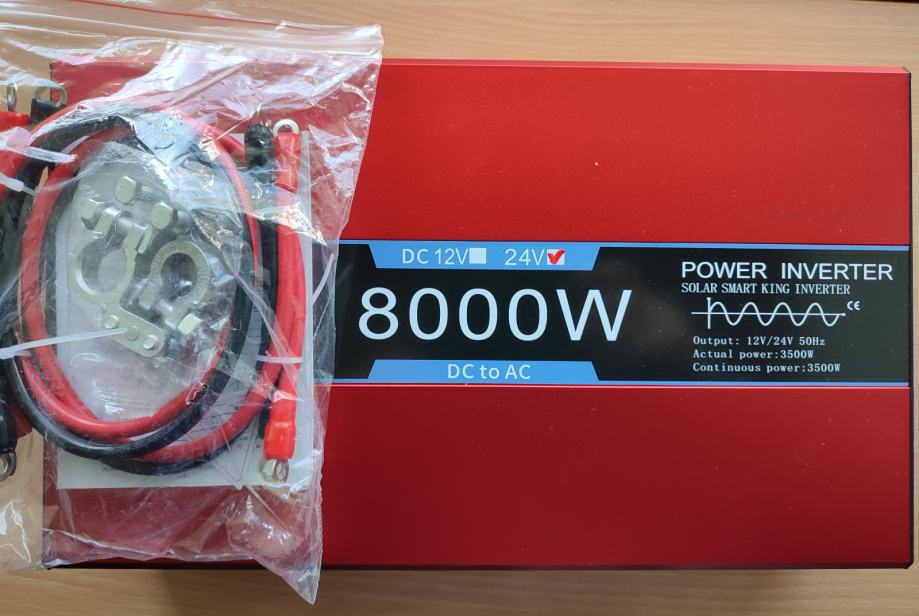 DC 12V 24V
8000W
DC to AC
POWER INVERTER
SOLAR SMART KING INVERTER
CE
Output: 12V/24V 50Hz
Actual power:3500W
Continuous power:3500W